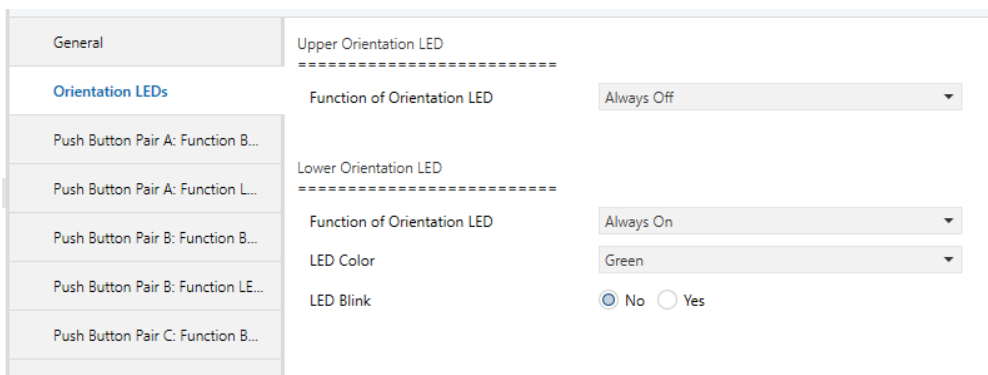 General
Orientation LEDs
Push Button Pair A: Function B...
Push Button Pair A: Function L...
Push Button Pair B: Function B...
Push Button Pair B: Function LE...
Push Button Pair C: Function B...
Upper Orientation LED
==========================
Function of Orientation LED Always Off
Lower Orientation LED
==========================
Function of Orientation LED Always On
LED Color Green
LED Blink No Yes